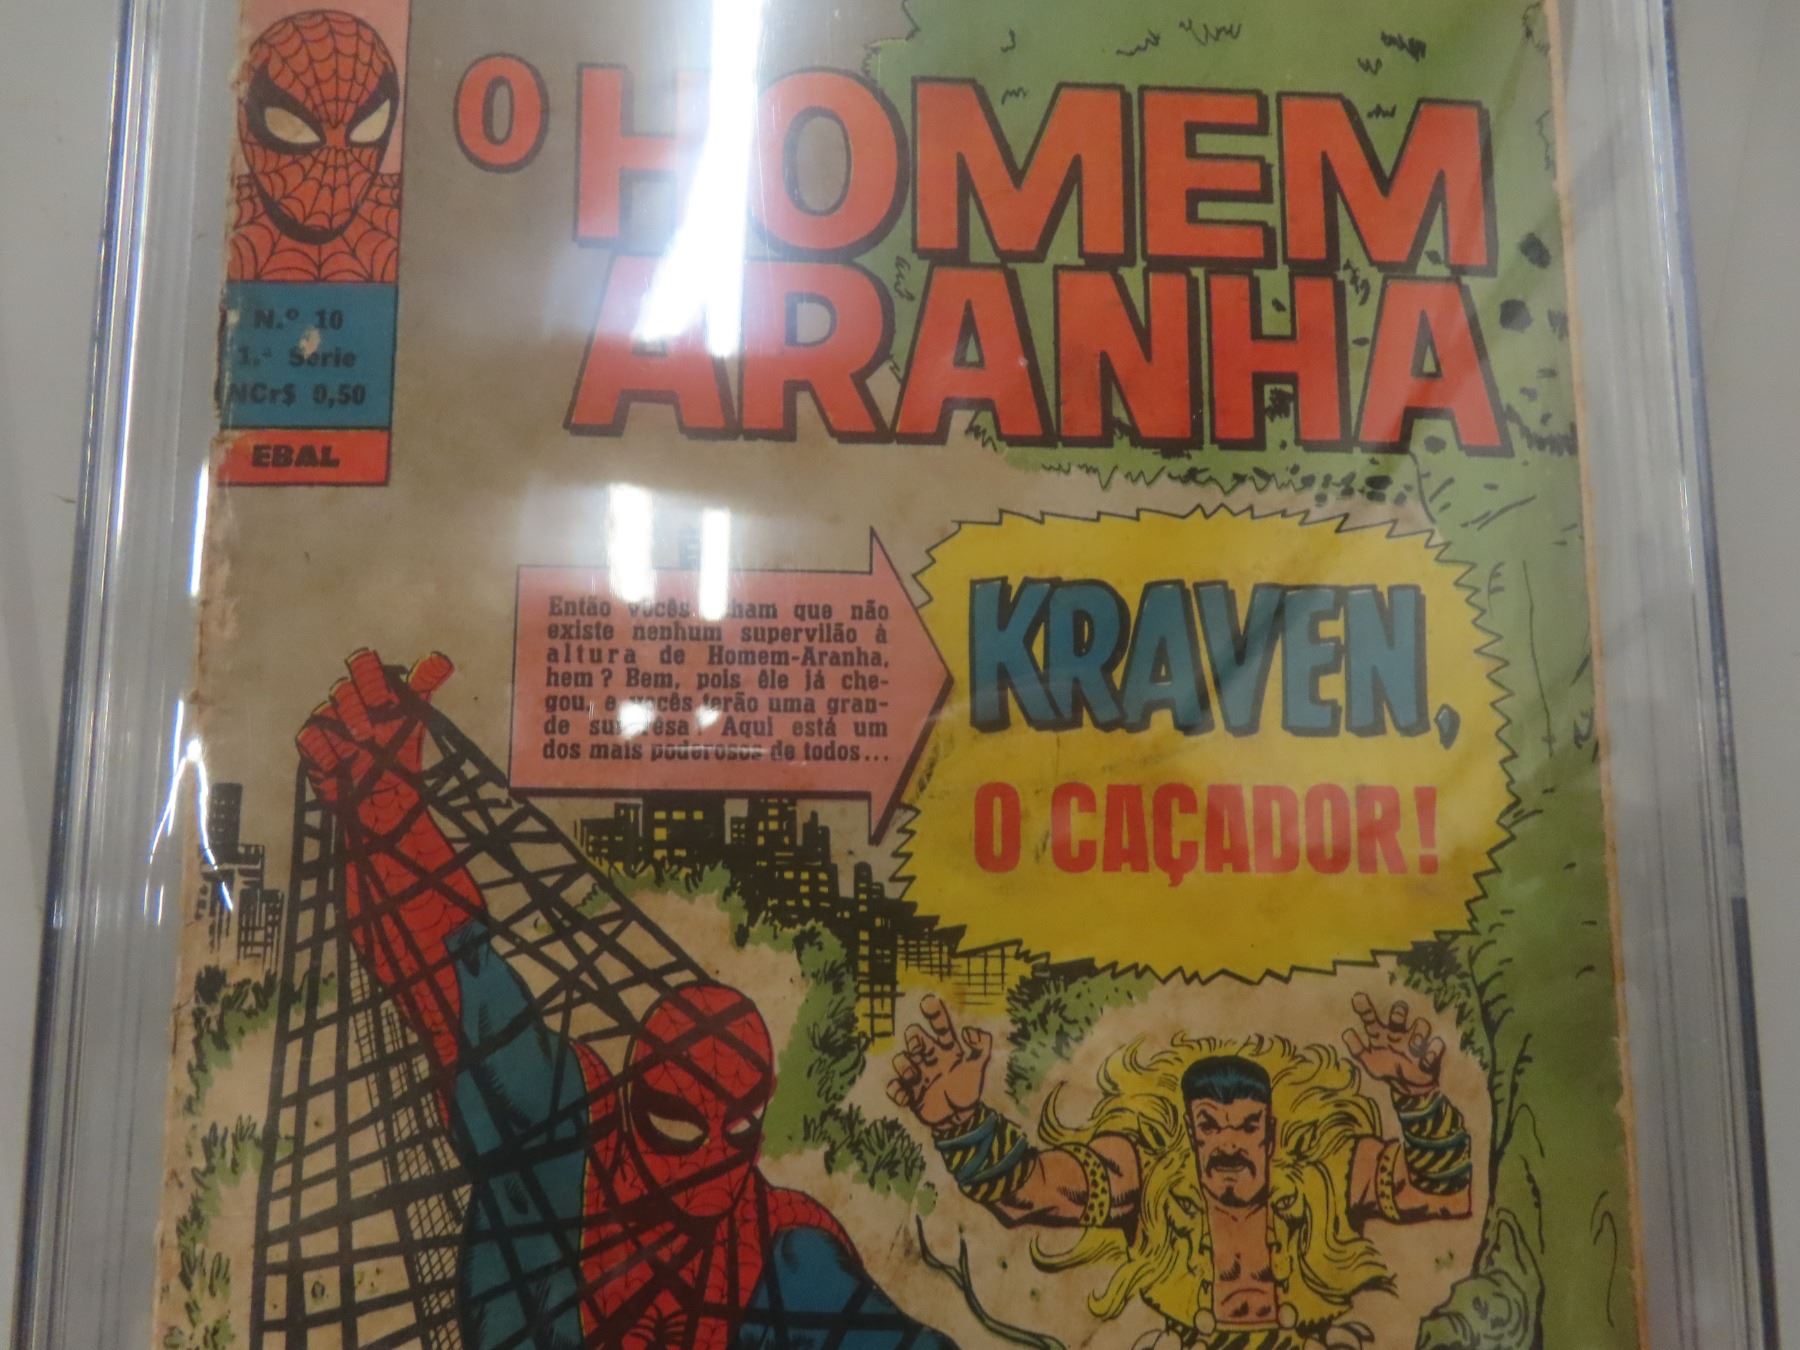 O HOMEM
ARANHA
N.º 10
1.ª Série
NCr$ 0,50
EBAL
Então vocês acham que não
existe nenhum supervilão à
altura de Homem-Aranha,
hem? Bem, pois êle já che-
gou, e vocês terão uma gran-
de surprêsa! Aqui está um
dos mais poderosos de todos...
KRAVEN,
O CAÇADOR!